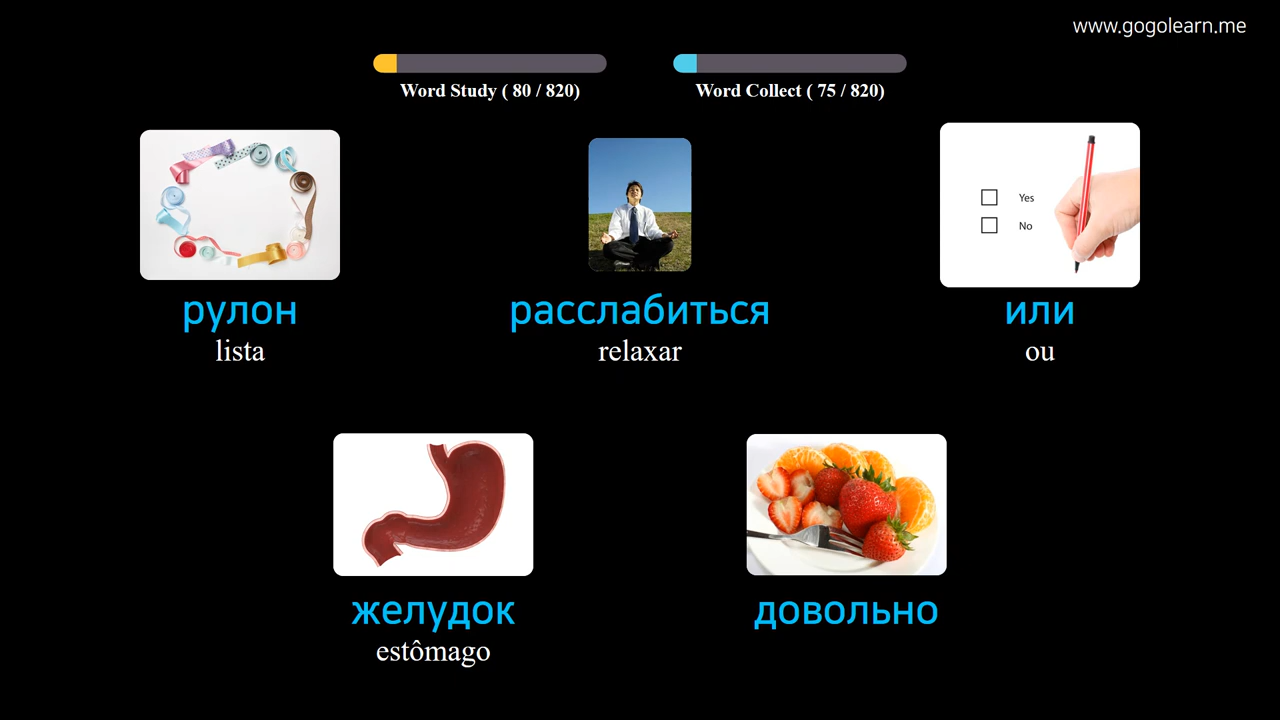 www.gogolearn.me
Word Study ( 80 / 820)
Word Collect ( 75 / 820)
Yes
No
рулон
lista
расслабиться
relaxar
или
ou
желудок
estômago
довольно